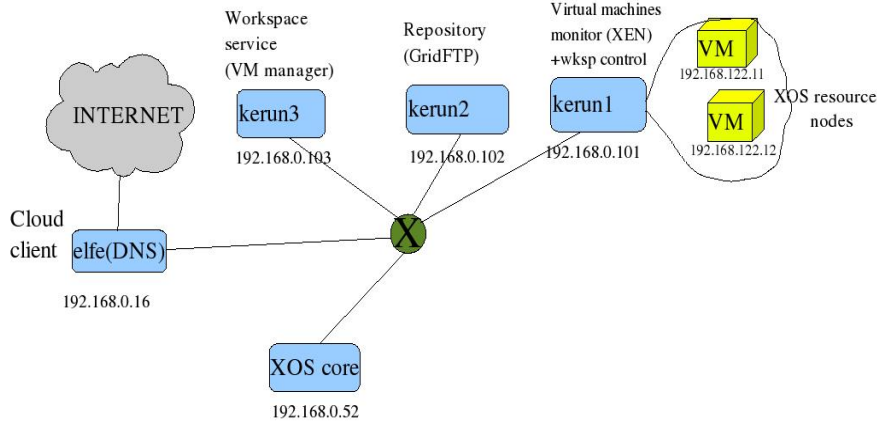 Workspace
service
(VM manager)
Repository
(GridFTP)
Virtual machines
monitor (XEN)
+wksp control
VM
192.168.122.11
XOS resource
nodes
VM
192.168.122.12
INTERNET
kerun3
kerun2
kerun1
192.168.0.103
192.168.0.102
192.168.0.101
Cloud
client
elfe(DNS)
X
192.168.0.16
XOS core
192.168.0.52